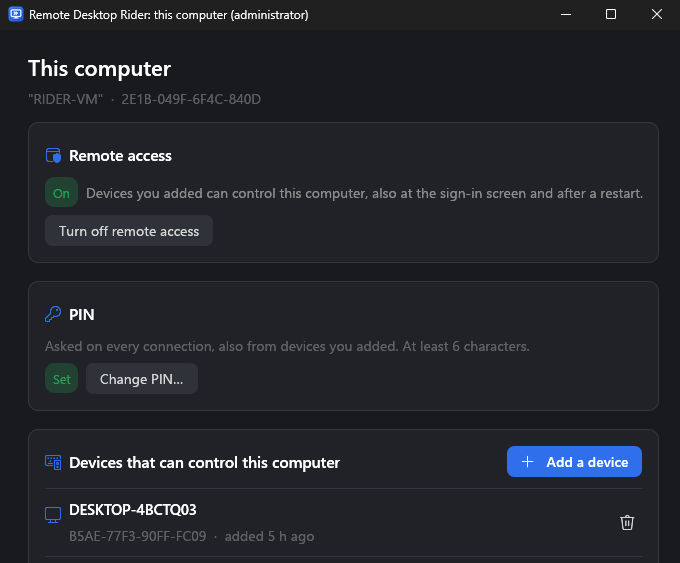 Remote Desktop Rider: this computer (administrator)
This computer
"RIDER-VM" · 2E1B-049F-6F4C-840D
Remote access
On Devices you added can control this computer, also at the sign-in screen and after a restart.
Turn off remote access
PIN
Asked on every connection, also from devices you added. At least 6 characters.
Set Change PIN...
Devices that can control this computer
+ Add a device
DESKTOP-4BCTQ03
B5AE-77F3-90FF-FC09 · added 5 h ago